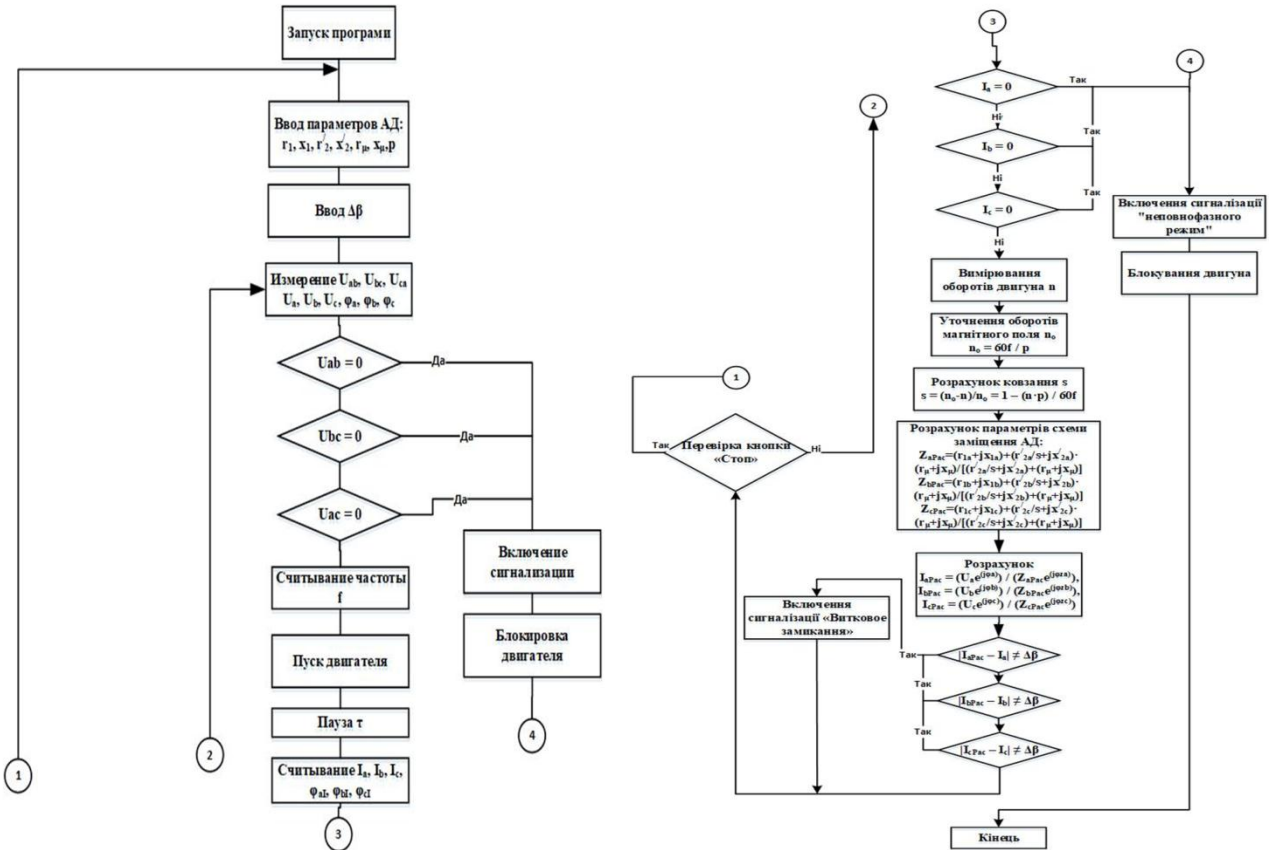 Запуск програми
Ввод параметров АД:
r₁, x₁, r′₂, x′₂, rμ, xμ,p
Ввод Δβ
Измерение Uab, Ubc, Uca
Ua, Ub, Uc, φa, φb, φc
Uab = 0
Да
Ubc = 0
Да
Uac = 0
Да
Считывание частоты
f
Включение
сигнализации
Пуск двигателя
Блокировка
двигателя
Пауза τ
4
2
1
Считывание Ia, Ib, Ic,
φaI, φbI, φcI
3
3
4
Ia = 0
Так
2
Ні
Так
Ib = 0
Ні
Так
Ic = 0
Ні
Включення сигналізації
"неповнофазного
режим"
Блокування двигуна
Вимірювання
оборотів двигуна n
Уточнення оборотів
магнітного поля no
no = 60f / p
1
Розрахунок ковзання s
s = (no-n)/no = 1 – (n·p) / 60f
Так
Перевірка кнопки
«Стоп»
Ні
Розрахунок параметрів схеми
заміщення АД:
ZaPac=(r1a+jx1a)+(r′2a/s+jx′2a)·
(rμ+jxμ)/[(r′2a/s+jx′2a)+(rμ+jxμ)]
ZbPac=(r1b+jx1b)+(r′2b/s+jx′2b)·
(rμ+jxμ)/[(r′2b/s+jx′2b)+(rμ+jxμ)]
ZcPac=(r1c+jx1c)+(r′2c/s+jx′2c)·
(rμ+jxμ)/[(r′2c/s+jx′2c)+(rμ+jxμ)]
Розрахунок
IaPac = (Uae(jφa)) / (ZaPace(jφza)),
IbPac = (Ube(jφb)) / (ZbPace(jφzb)),
IcPac = (Uce(jφc)) / (ZcPace(jφzc))
Включення
сигналізації «Виткове
замикання»
Так
|IaPac – Ia| ≠ Δβ
Так
|IbPac – Ib| ≠ Δβ
Так
|IcPac – Ic| ≠ Δβ
Кінець